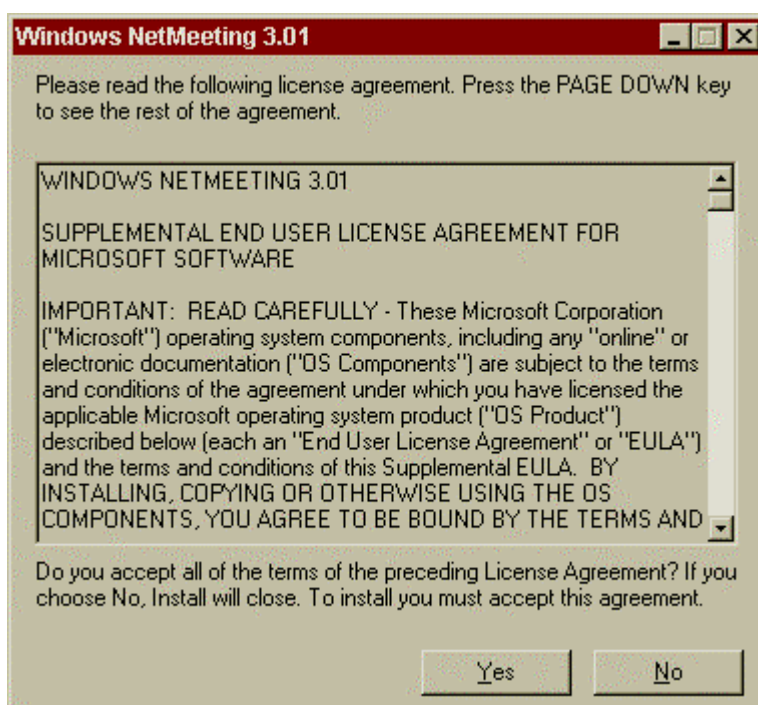 Windows NetMeeting 3.01
Please read the following license agreement. Press the PAGE DOWN key
to see the rest of the agreement.
WINDOWS NETMEETING 3.01
SUPPLEMENTAL END USER LICENSE AGREEMENT FOR
MICROSOFT SOFTWARE
IMPORTANT:  READ CAREFULLY - These Microsoft Corporation
("Microsoft") operating system components, including any "online" or
electronic documentation ("OS Components") are subject to the terms
and conditions of the agreement under which you have licensed the
applicable Microsoft operating system product ("OS Product")
described below (each an "End User License Agreement" or "EULA")
and the terms and conditions of this Supplemental EULA.  BY
INSTALLING, COPYING OR OTHERWISE USING THE OS
COMPONENTS, YOU AGREE TO BE BOUND BY THE TERMS AND
Do you accept all of the terms of the preceding License Agreement? If you
choose No, Install will close. To install you must accept this agreement.
Yes
No